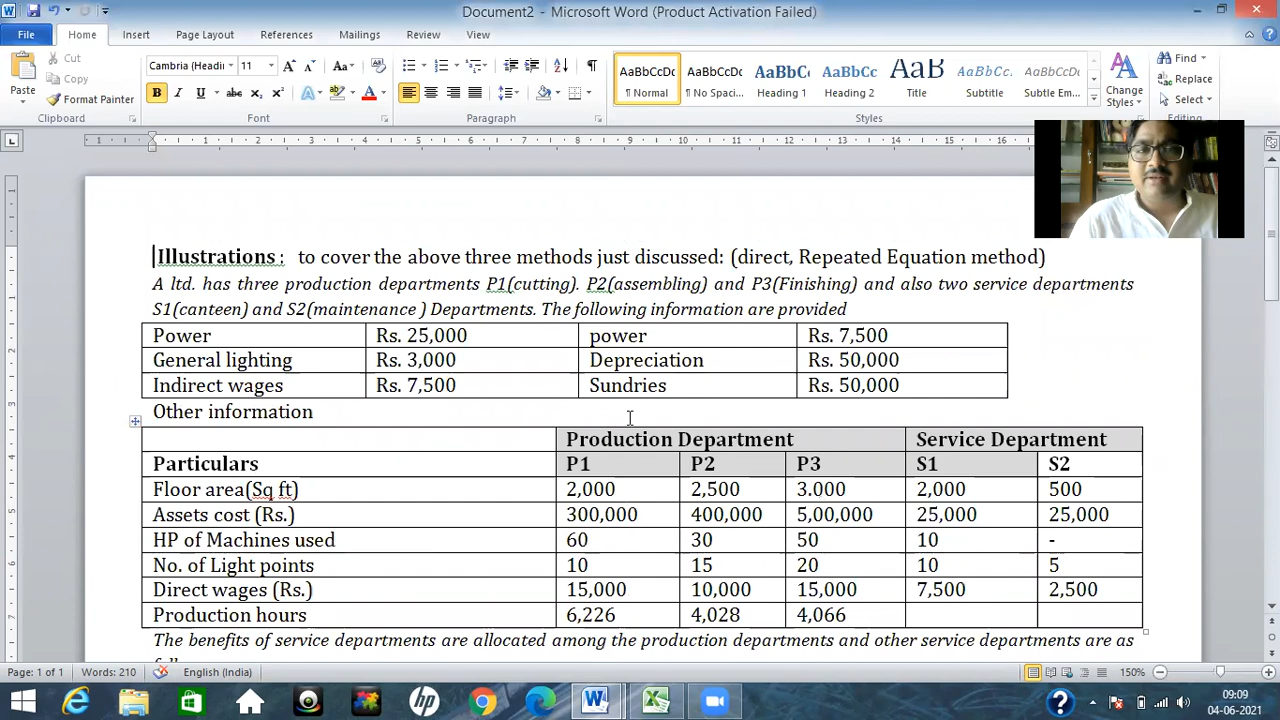 Document2 - Microsoft Word (Product Activation Failed)
File Home Insert Page Layout References Mailings Review View
Cut
Copy
Format Painter
Paste
Clipboard
Cambria (Headi 11
Font
Paragraph
AaBbCcDc AaBbCcDc AaBbCc AaBbCc AaB AaBbCc. AaBbCcDc
¶ Normal ¶ No Spaci... Heading 1 Heading 2 Title Subtitle Subtle Em...
Styles
Change Styles
Find
Replace
Select
Editing
Illustrations : to cover the above three methods just discussed: (direct, Repeated Equation method)
A ltd. has three production departments P1(cutting). P2(assembling) and P3(Finishing) and also two service departments
S1(canteen) and S2(maintenance ) Departments. The following information are provided
Power Rs. 25,000 power Rs. 7,500
General lighting Rs. 3,000 Depreciation Rs. 50,000
Indirect wages Rs. 7,500 Sundries Rs. 50,000
Other information
Production Department Service Department
Particulars P1 P2 P3 S1 S2
Floor area(Sq ft) 2,000 2,500 3.000 2,000 500
Assets cost (Rs.) 300,000 400,000 5,00,000 25,000 25,000
HP of Machines used 60 30 50 10 -
No. of Light points 10 15 20 10 5
Direct wages (Rs.) 15,000 10,000 15,000 7,500 2,500
Production hours 6,226 4,028 4,066
The benefits of service departments are allocated among the production departments and other service departments are as
Page: 1 of 1 Words: 210 English (India) 150%
09:09
04-06-2021